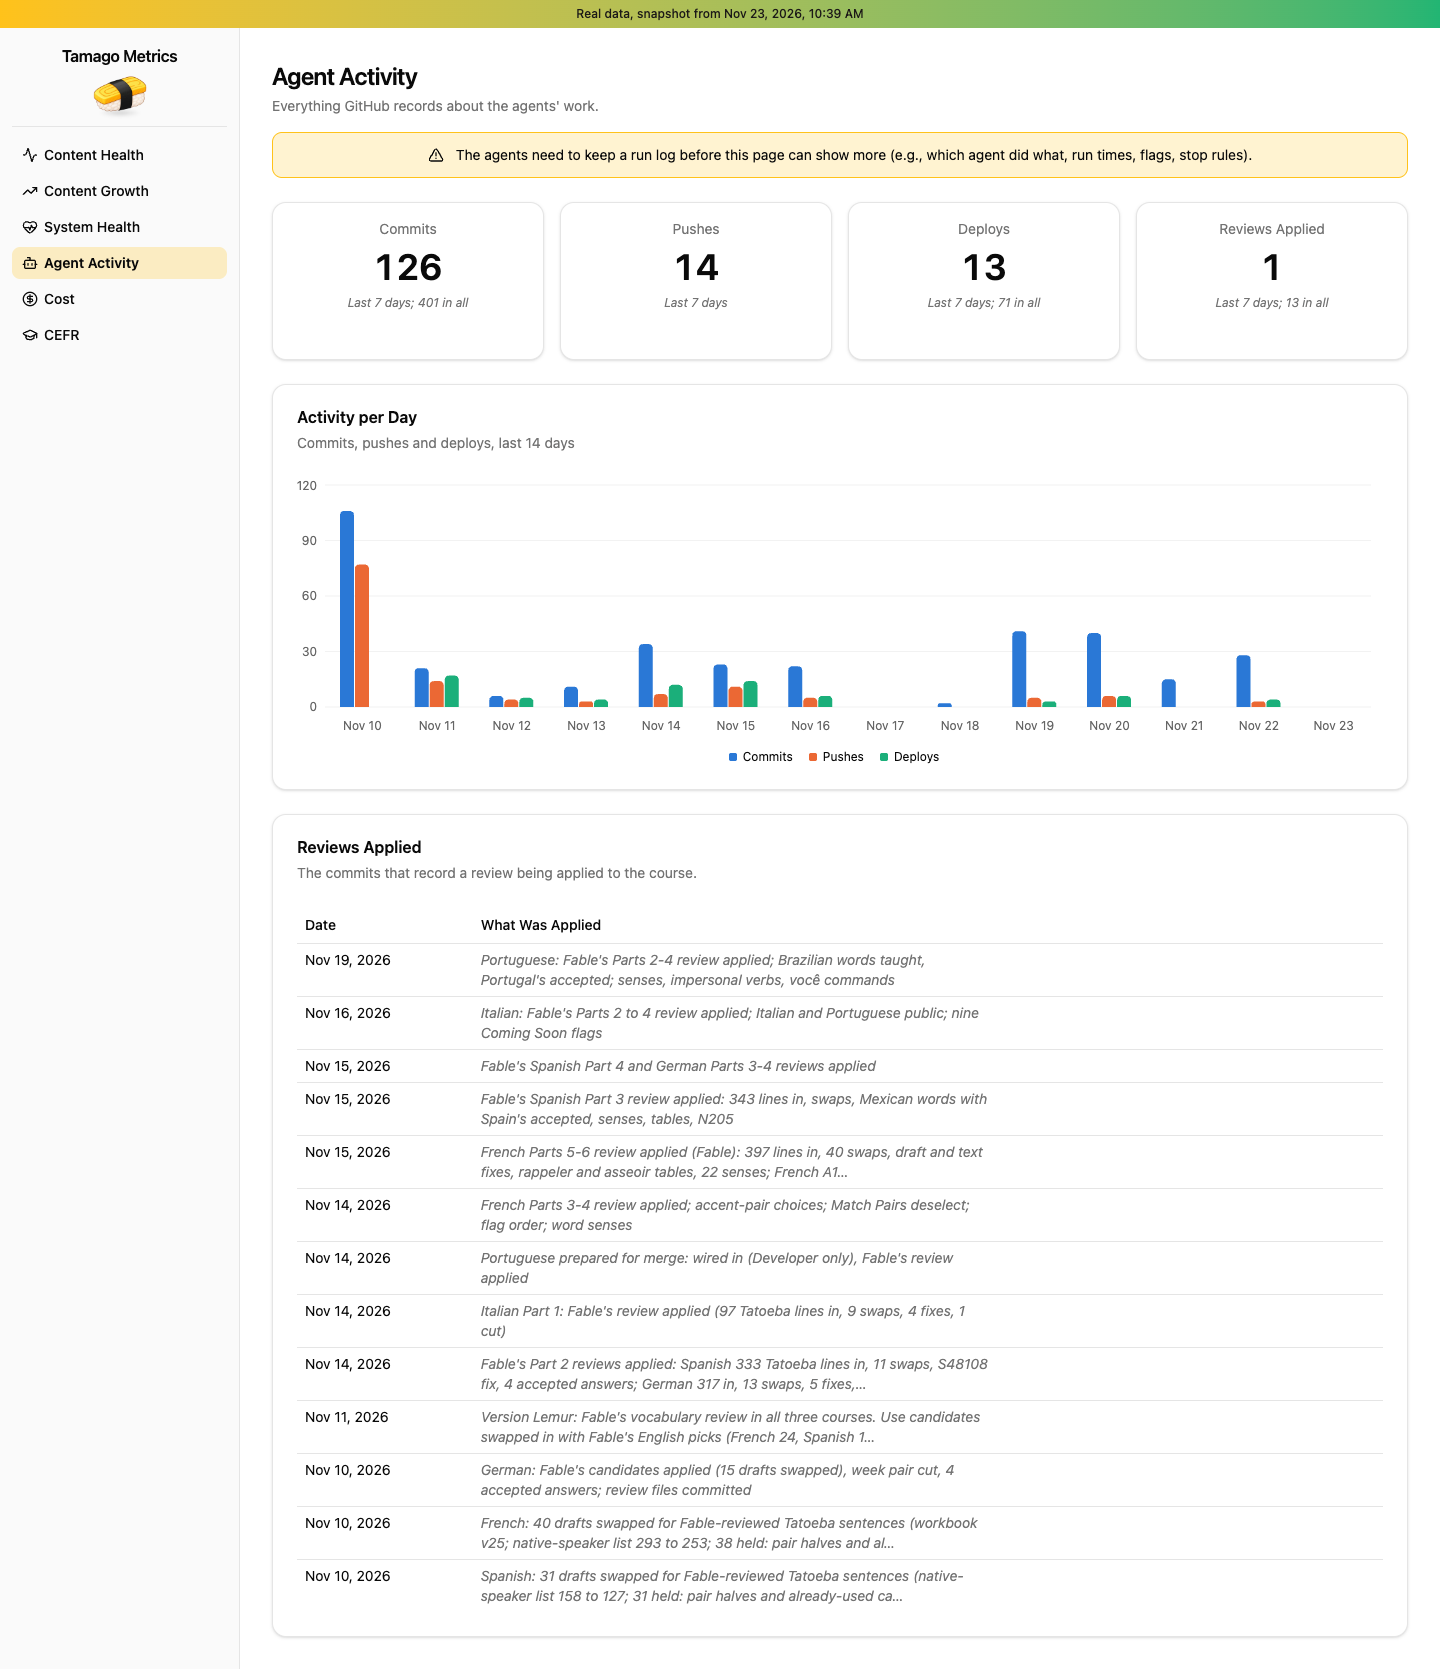 Real data, snapshot from Nov 23, 2026, 10:39 AM
Tamago Metrics
Content Health
Content Growth
System Health
Agent Activity
Cost
CEFR
Agent Activity
Everything GitHub records about the agents' work.
The agents need to keep a run log before this page can show more (e.g., which agent did what, run times, flags, stop rules).
Commits
126
Last 7 days; 401 in all
Pushes
14
Last 7 days
Deploys
13
Last 7 days; 71 in all
Reviews Applied
1
Last 7 days; 13 in all
Activity per Day
Commits, pushes and deploys, last 14 days
120
90
60
30
0
Nov 10 Nov 11 Nov 12 Nov 13 Nov 14 Nov 15 Nov 16 Nov 17 Nov 18 Nov 19 Nov 20 Nov 21 Nov 22 Nov 23
Commits Pushes Deploys
Reviews Applied
The commits that record a review being applied to the course.
Date What Was Applied
Nov 19, 2026 Portuguese: Fable's Parts 2-4 review applied; Brazilian words taught,
Portugal's accepted; senses, impersonal verbs, você commands
Nov 16, 2026 Italian: Fable's Parts 2 to 4 review applied; Italian and Portuguese public; nine
Coming Soon flags
Nov 15, 2026 Fable's Spanish Part 4 and German Parts 3-4 reviews applied
Nov 15, 2026 Fable's Spanish Part 3 review applied: 343 lines in, swaps, Mexican words with
Spain's accepted, senses, tables, N205
Nov 15, 2026 French Parts 5-6 review applied (Fable): 397 lines in, 40 swaps, draft and text
fixes, rappeler and asseoir tables, 22 senses; French A1...
Nov 14, 2026 French Parts 3-4 review applied; accent-pair choices; Match Pairs deselect;
flag order; word senses
Nov 14, 2026 Portuguese prepared for merge: wired in (Developer only), Fable's review
applied
Nov 14, 2026 Italian Part 1: Fable's review applied (97 Tatoeba lines in, 9 swaps, 4 fixes, 1
cut)
Nov 14, 2026 Fable's Part 2 reviews applied: Spanish 333 Tatoeba lines in, 11 swaps, S48108
fix, 4 accepted answers; German 317 in, 13 swaps, 5 fixes,...
Nov 11, 2026 Version Lemur: Fable's vocabulary review in all three courses. Use candidates
swapped in with Fable's English picks (French 24, Spanish 1...
Nov 10, 2026 German: Fable's candidates applied (15 drafts swapped), week pair cut, 4
accepted answers; review files committed
Nov 10, 2026 French: 40 drafts swapped for Fable-reviewed Tatoeba sentences (workbook
v25; native-speaker list 293 to 253; 38 held: pair halves and al...
Nov 10, 2026 Spanish: 31 drafts swapped for Fable-reviewed Tatoeba sentences (native-
speaker list 158 to 127; 31 held: pair halves and already-used ca...